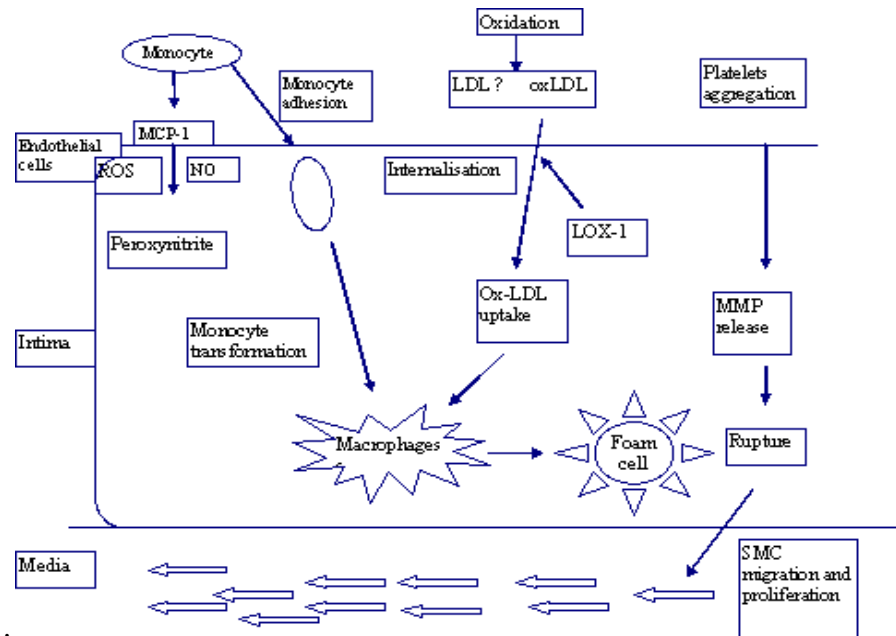 Oxidation
Monocyte
Monocyte
adhesion
LDL ? oxLDL
Platelets
aggregation
MCP-1
Endothelial
cells
ROS
NO
Internalisation
LOX-1
Peroxynitrite
Ox-LDL
uptake
MMP
release
Intima
Monocyte
transformation
Macrophages
Foam
cell
Rupture
Media
SMC
migration and
proliferation
.